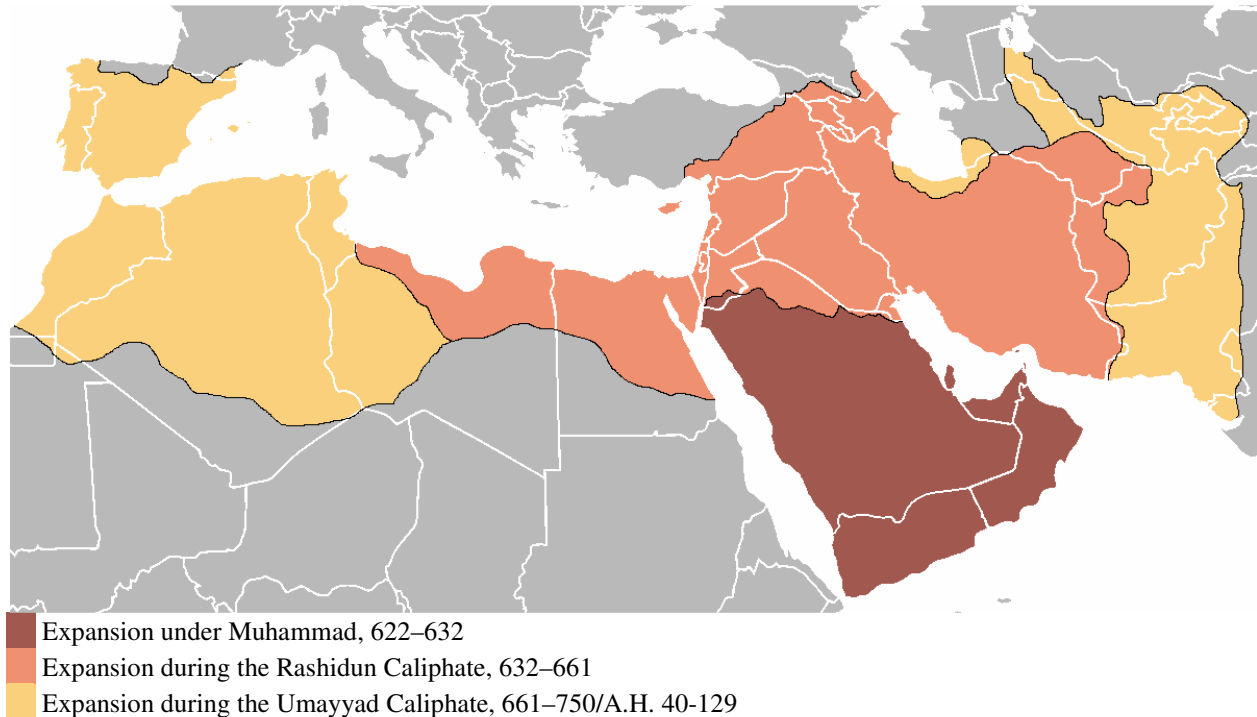 Expansion under Muhammad, 622–632
Expansion during the Rashidun Caliphate, 632–661
Expansion during the Umayyad Caliphate, 661–750/A.H. 40-129